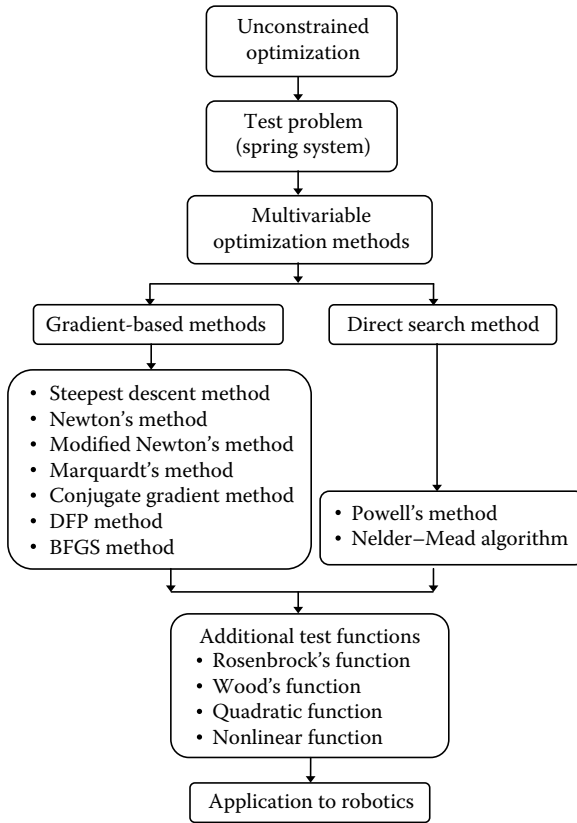 Unconstrained
optimization
Test problem
(spring system)
Multivariable
optimization methods
Gradient-based methods
Direct search method
• Steepest descent method
• Newton's method
• Modified Newton's method
• Marquardt's method
• Conjugate gradient method
• DFP method
• BFGS method
• Powell's method
• Nelder–Mead algorithm
Additional test functions
• Rosenbrock's function
• Wood's function
• Quadratic function
• Nonlinear function
Application to robotics